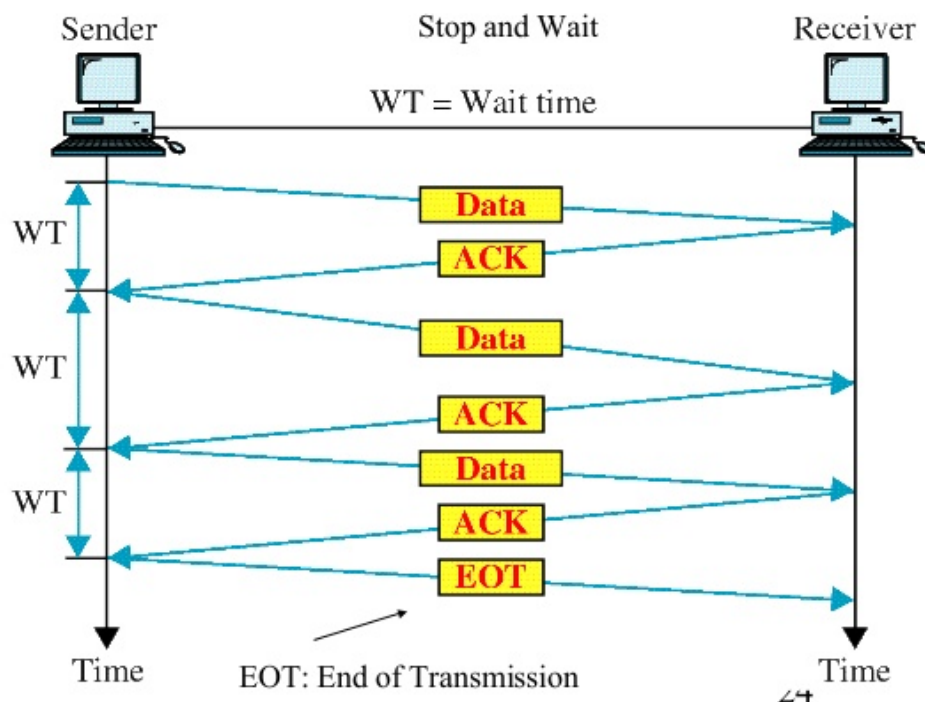 Sender
Stop and Wait
Receiver
WT = Wait time
Data
WT
ACK
Data
WT
ACK
Data
WT
ACK
EOT
Time
EOT: End of Transmission
Time
24